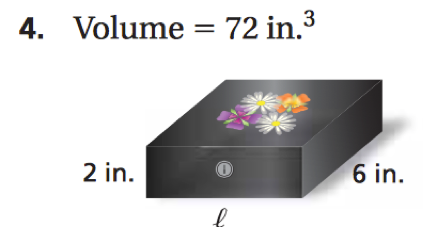 4. Volume = 72 in.³
2 in.
6 in.
ℓ